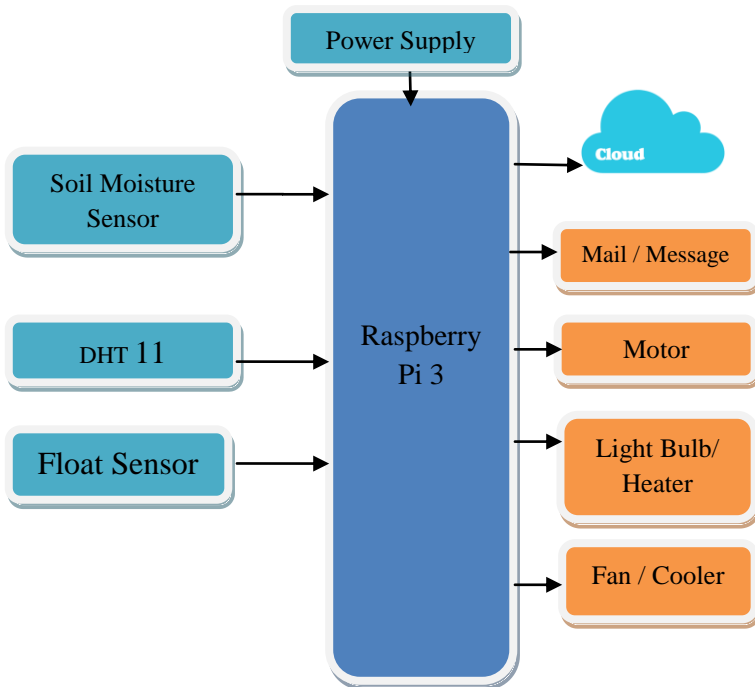 Power Supply
Cloud
Soil Moisture
Sensor
Mail / Message
DHT 11
Raspberry
Pi 3
Motor
Float Sensor
Light Bulb/
Heater
Fan / Cooler